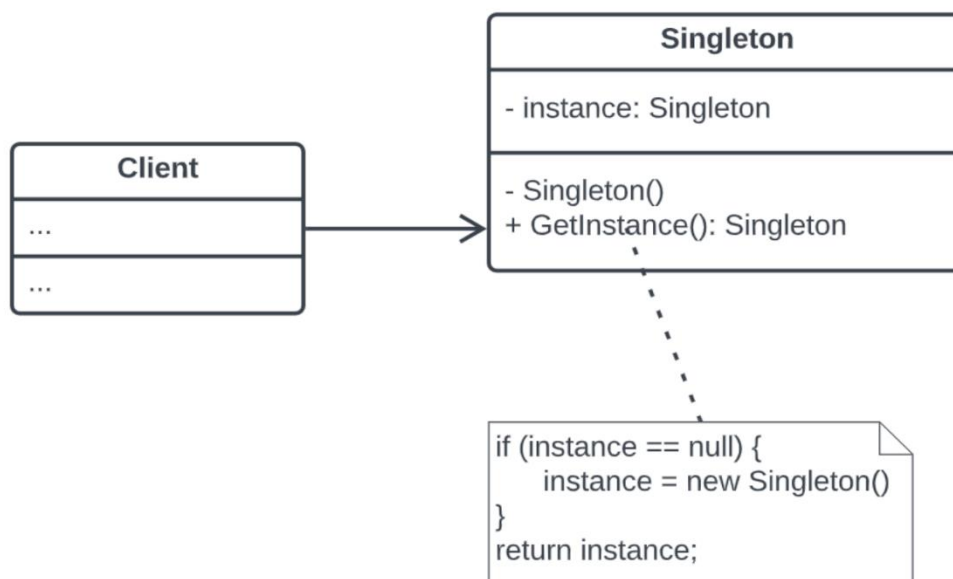 Singleton
- instance: Singleton
- Singleton()
+ GetInstance(): Singleton
Client
...
...
if (instance == null) {
instance = new Singleton()
}
return instance;